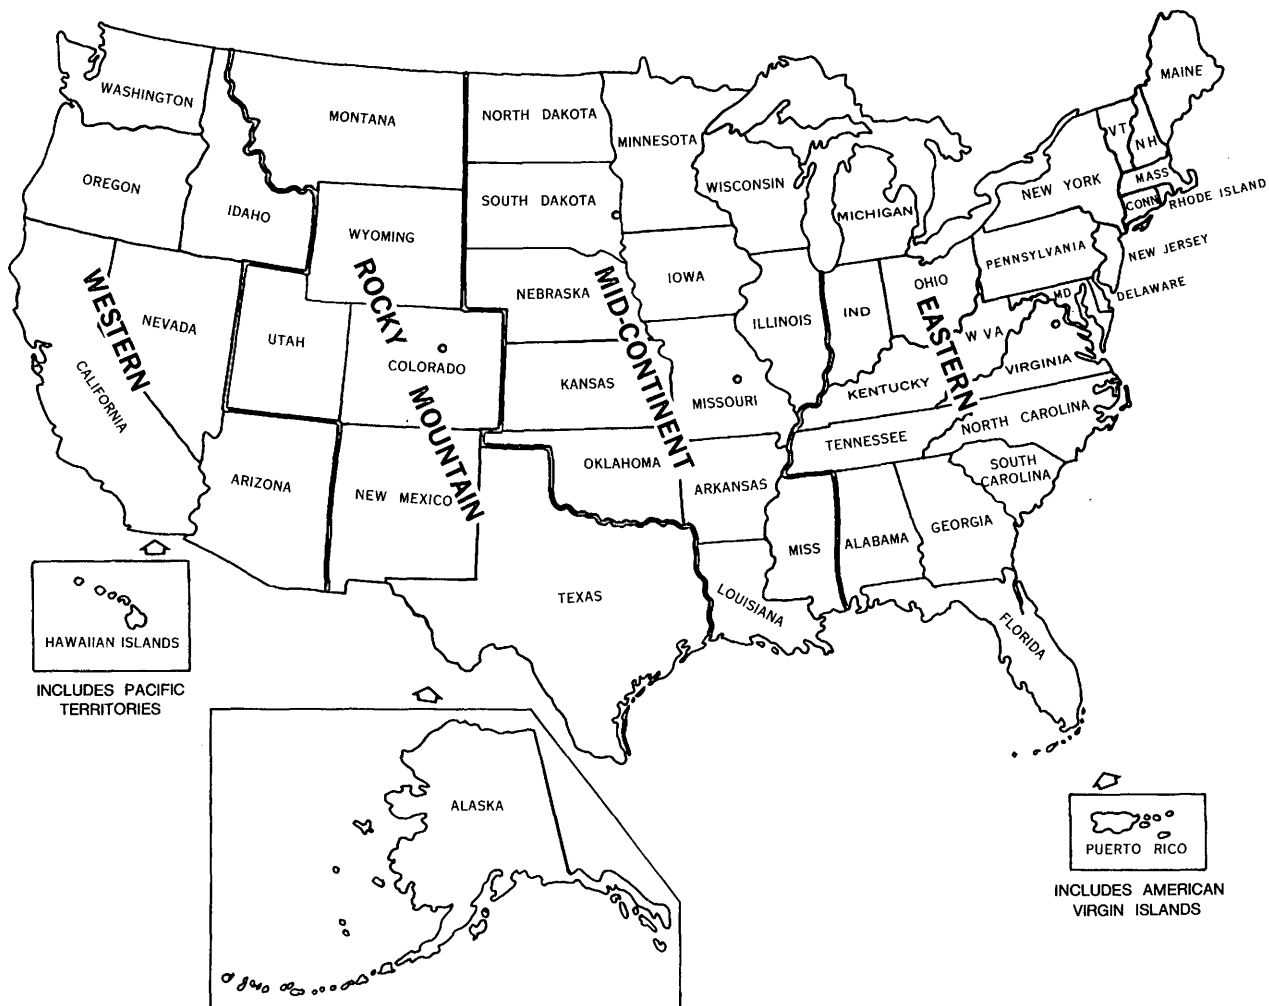 MAINE
WASHINGTON
MONTANA
NORTH DAKOTA
MINNESOTA
VT
NH
OREGON
IDAHO
SOUTH DAKOTA
WISCONSIN
MICHIGAN
NEW YORK
MASS
CONN
RHODE ISLAND
WYOMING
PENNSYLVANIA
NEW JERSEY
WESTERN
ROCKY
MOUNTAIN
MID-CONTINENT
EASTERN
NEVADA
UTAH
COLORADO
NEBRASKA
IOWA
ILLINOIS
IND
OHIO
MD
DELAWARE
W VA
VIRGINIA
CALIFORNIA
KANSAS
MISSOURI
KENTUCKY
NORTH CAROLINA
TENNESSEE
ARIZONA
NEW MEXICO
OKLAHOMA
ARKANSAS
SOUTH
CAROLINA
MISS
ALABAMA
GEORGIA
TEXAS
LOUISIANA
FLORIDA
HAWAIIAN ISLANDS
INCLUDES PACIFIC
TERRITORIES
ALASKA
PUERTO RICO
INCLUDES AMERICAN
VIRGIN ISLANDS